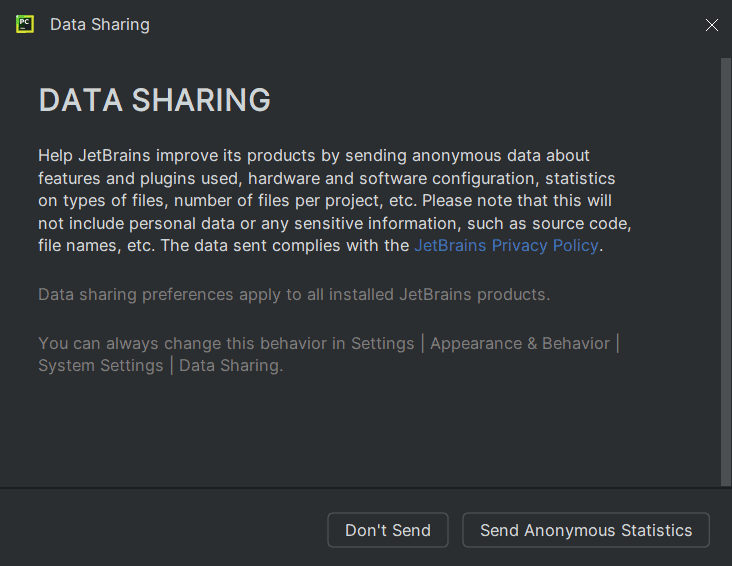 PC
Data Sharing
DATA SHARING
Help JetBrains improve its products by sending anonymous data about
features and plugins used, hardware and software configuration, statistics
on types of files, number of files per project, etc. Please note that this will
not include personal data or any sensitive information, such as source code,
file names, etc. The data sent complies with the JetBrains Privacy Policy.
Data sharing preferences apply to all installed JetBrains products.
You can always change this behavior in Settings | Appearance & Behavior |
System Settings | Data Sharing.
Don't Send
Send Anonymous Statistics